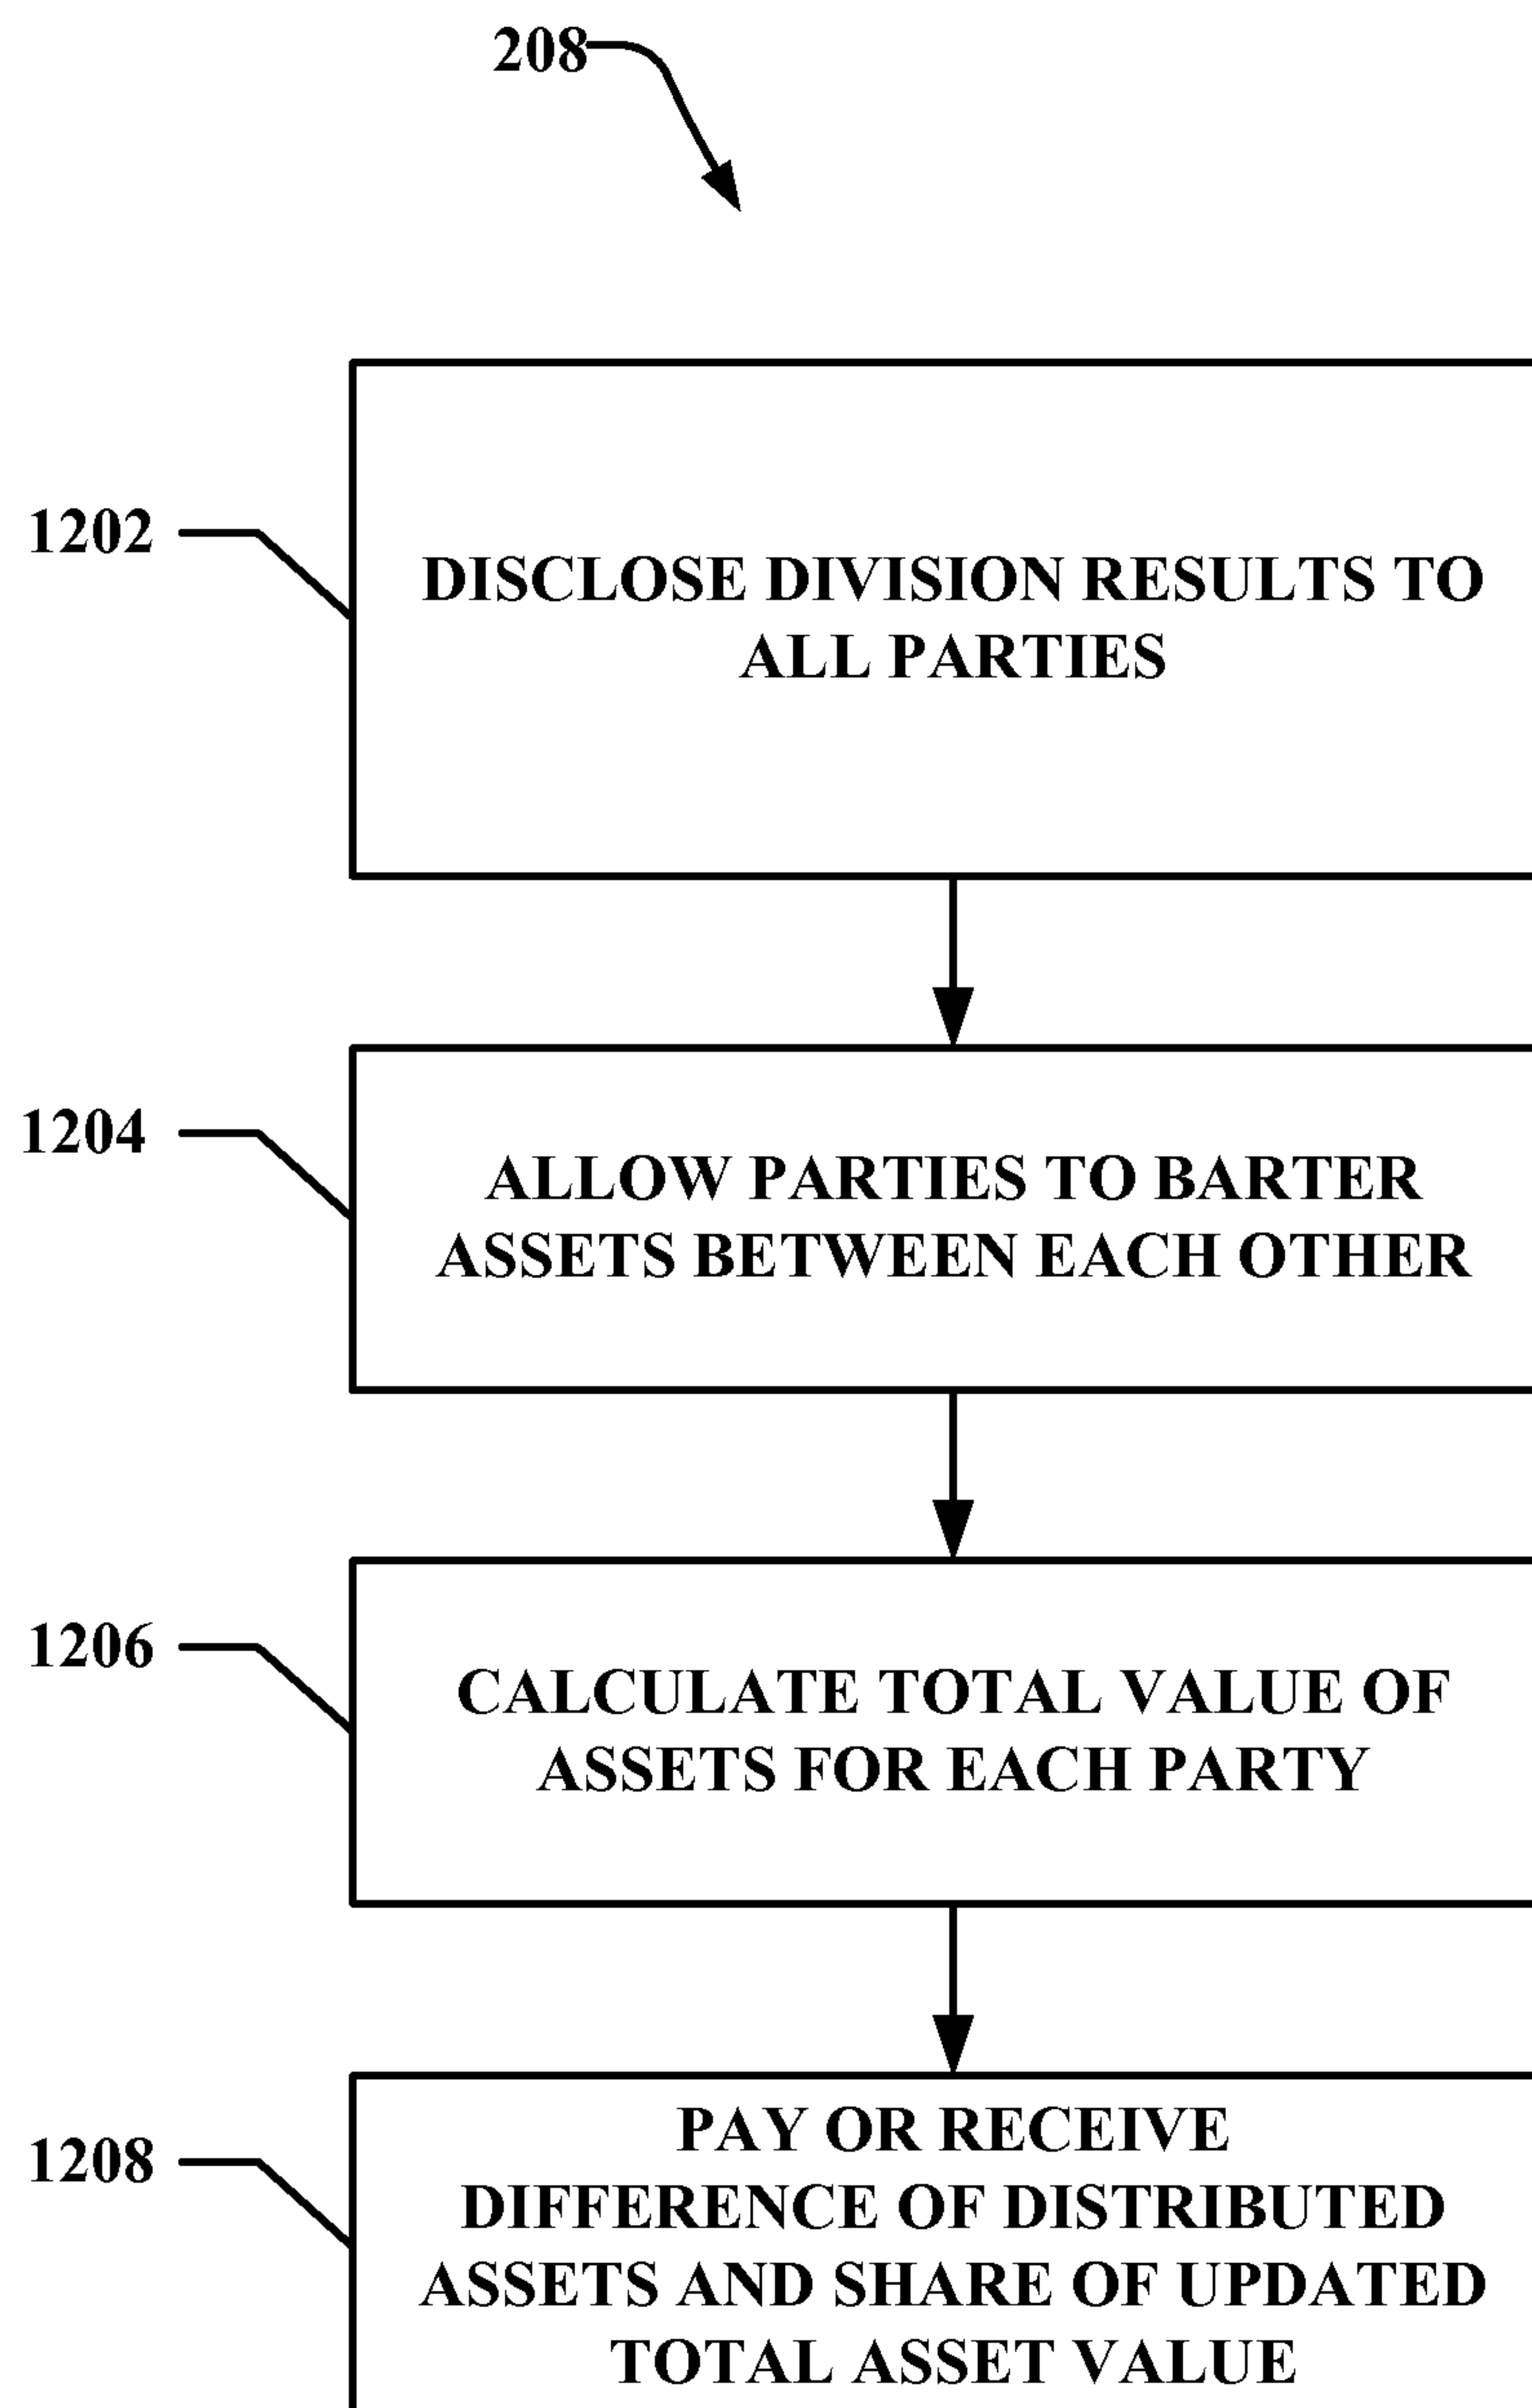 208
1202
DISCLOSE DIVISION RESULTS TO
ALL PARTIES
1204
ALLOW PARTIES TO BARTER
ASSETS BETWEEN EACH OTHER
1206
CALCULATE TOTAL VALUE OF
ASSETS FOR EACH PARTY
1208
PAY OR RECEIVE
DIFFERENCE OF DISTRIBUTED
ASSETS AND SHARE OF UPDATED
TOTAL ASSET VALUE